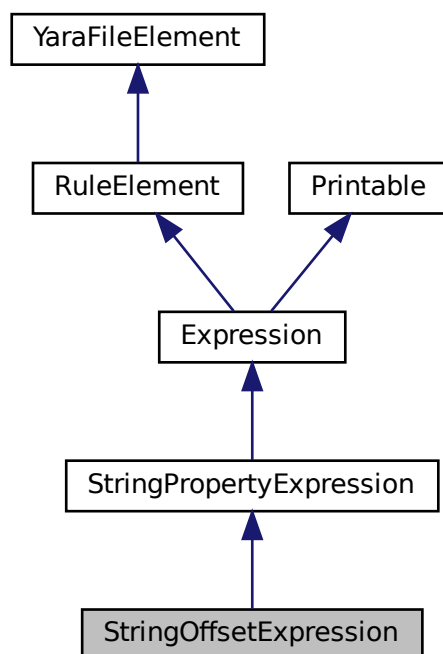 YaraFileElement
RuleElement
Printable
Expression
StringPropertyExpression
StringOffsetExpression